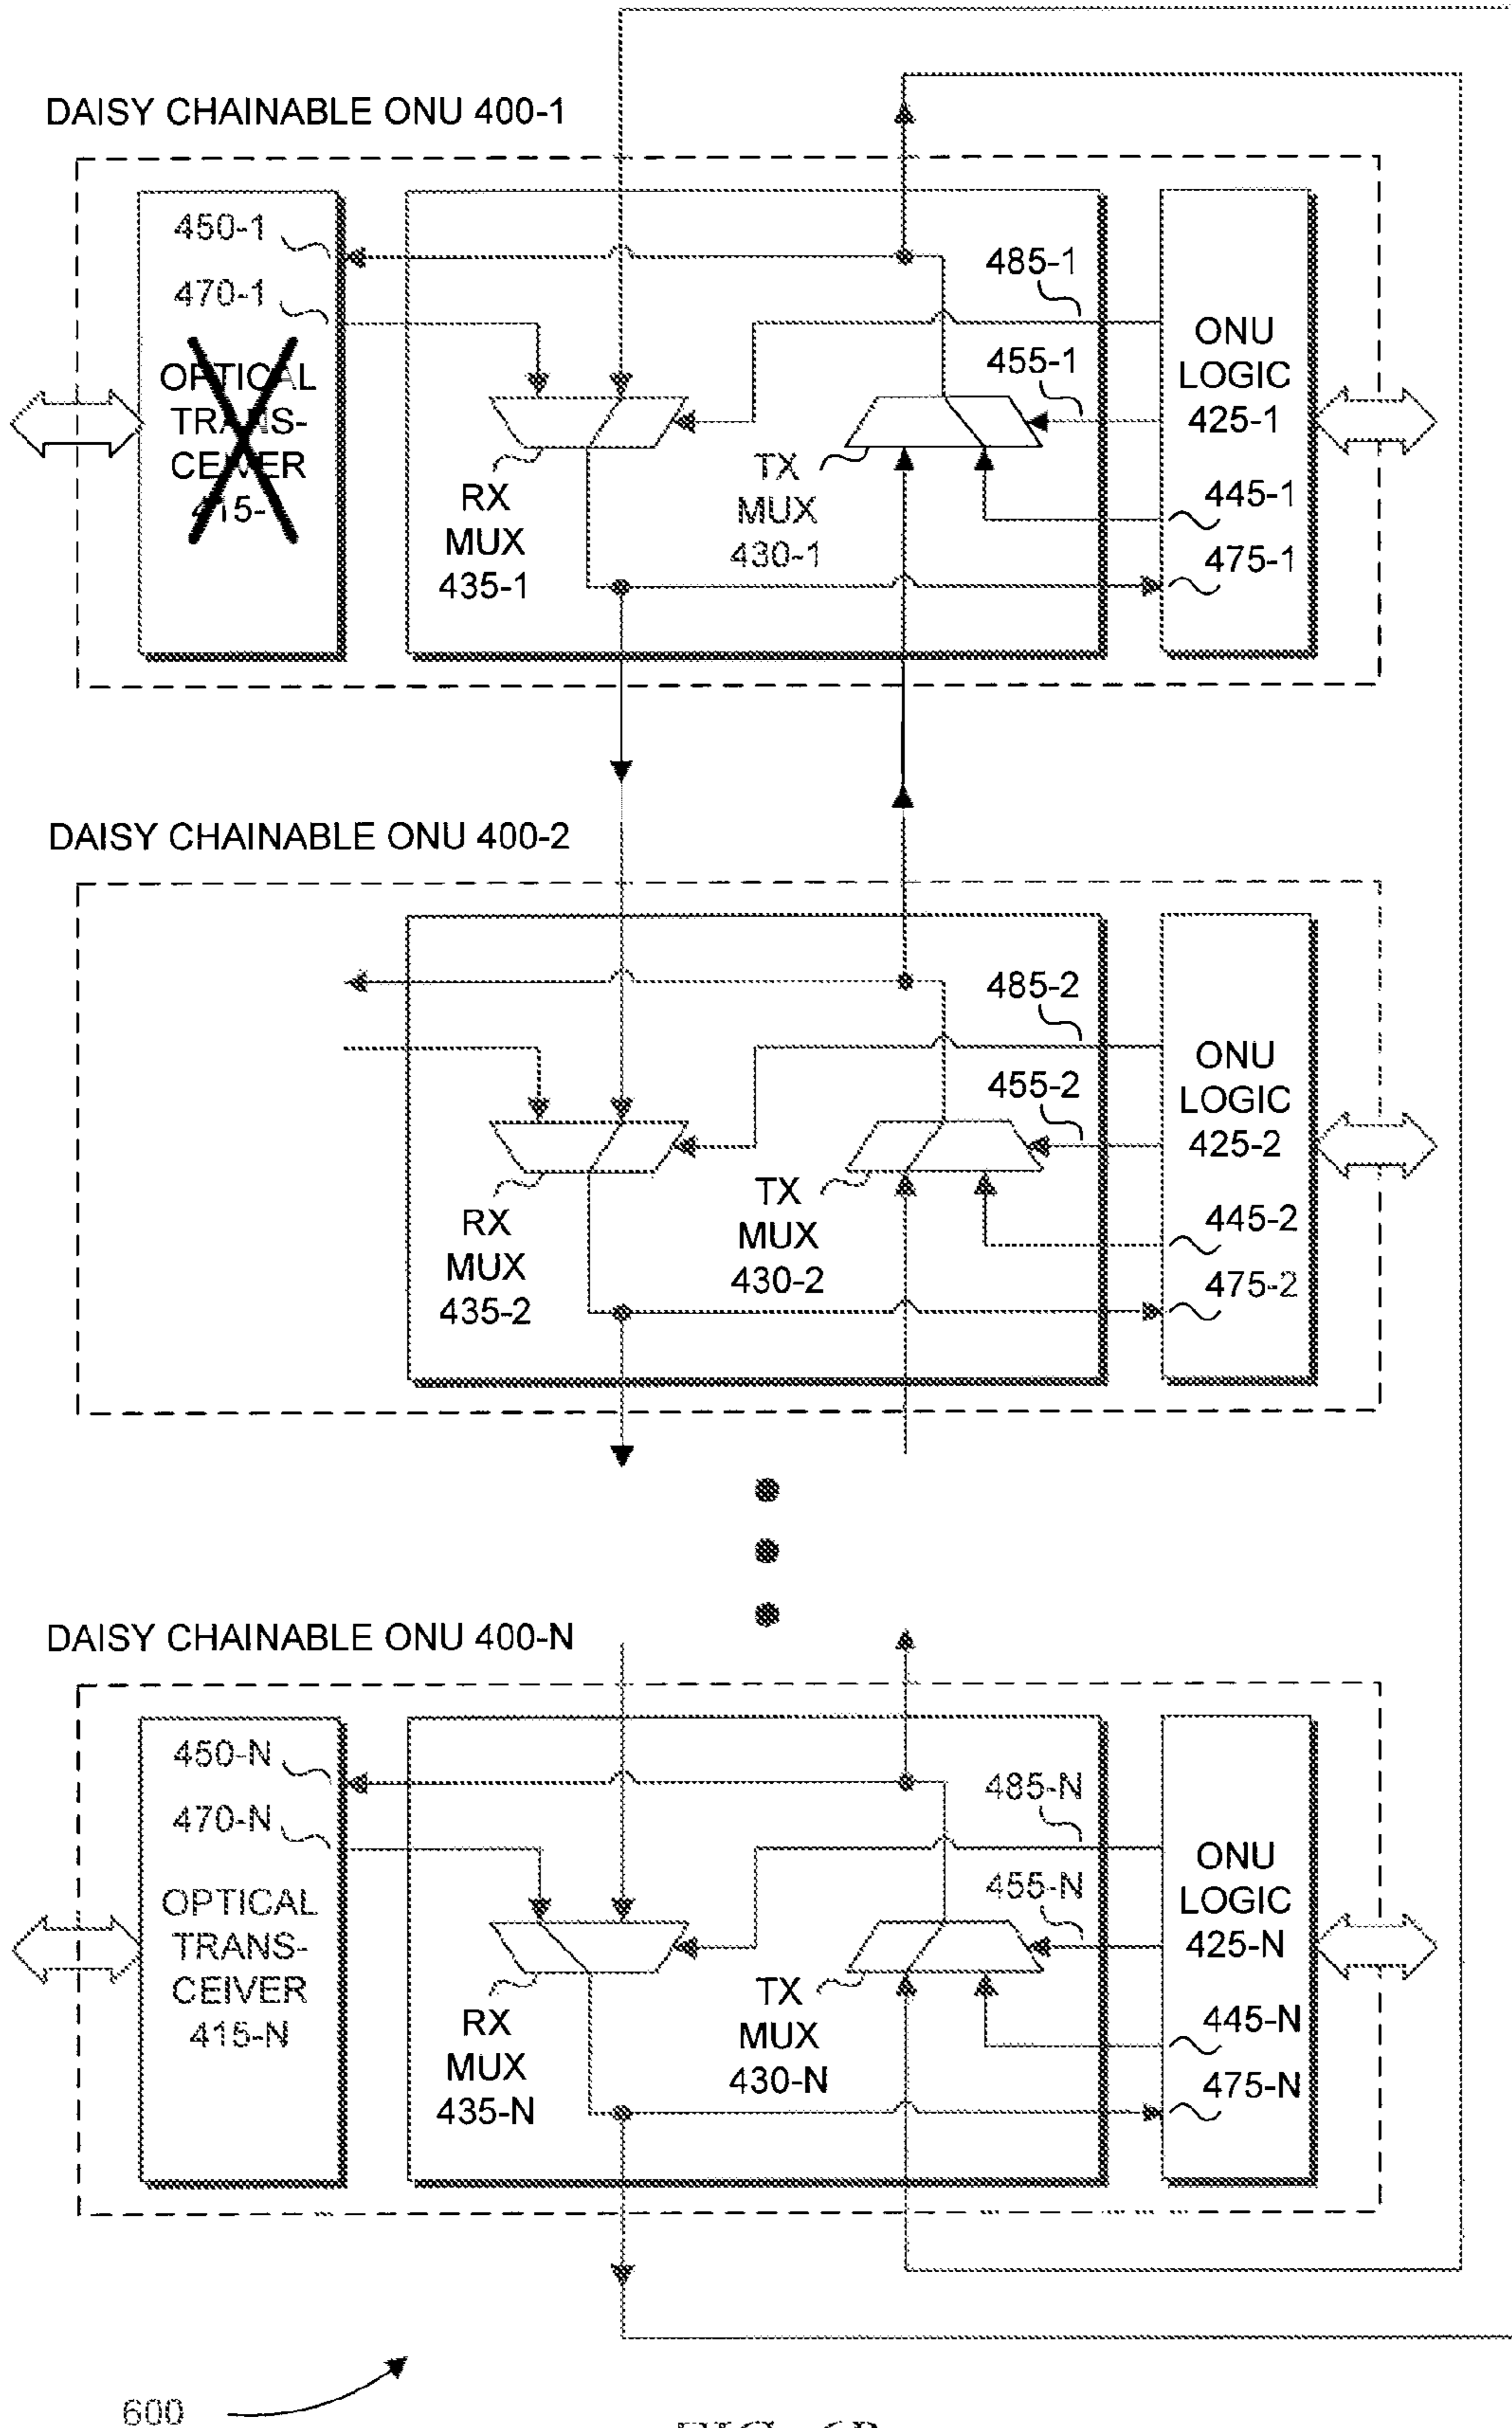 DAISY CHAINABLE ONU 400-1
450-1
470-1
OPTICAL
TRANS-
CEIVER
415-
485-1
455-1
ONU
LOGIC
425-1
445-1
475-1
RX
MUX
435-1
TX
MUX
430-1
DAISY CHAINABLE ONU 400-2
485-2
455-2
ONU
LOGIC
425-2
445-2
475-2
RX
MUX
435-2
TX
MUX
430-2
DAISY CHAINABLE ONU 400-N
450-N
470-N
OPTICAL
TRANS-
CEIVER
415-N
485-N
455-N
ONU
LOGIC
425-N
445-N
475-N
RX
MUX
435-N
TX
MUX
430-N
600